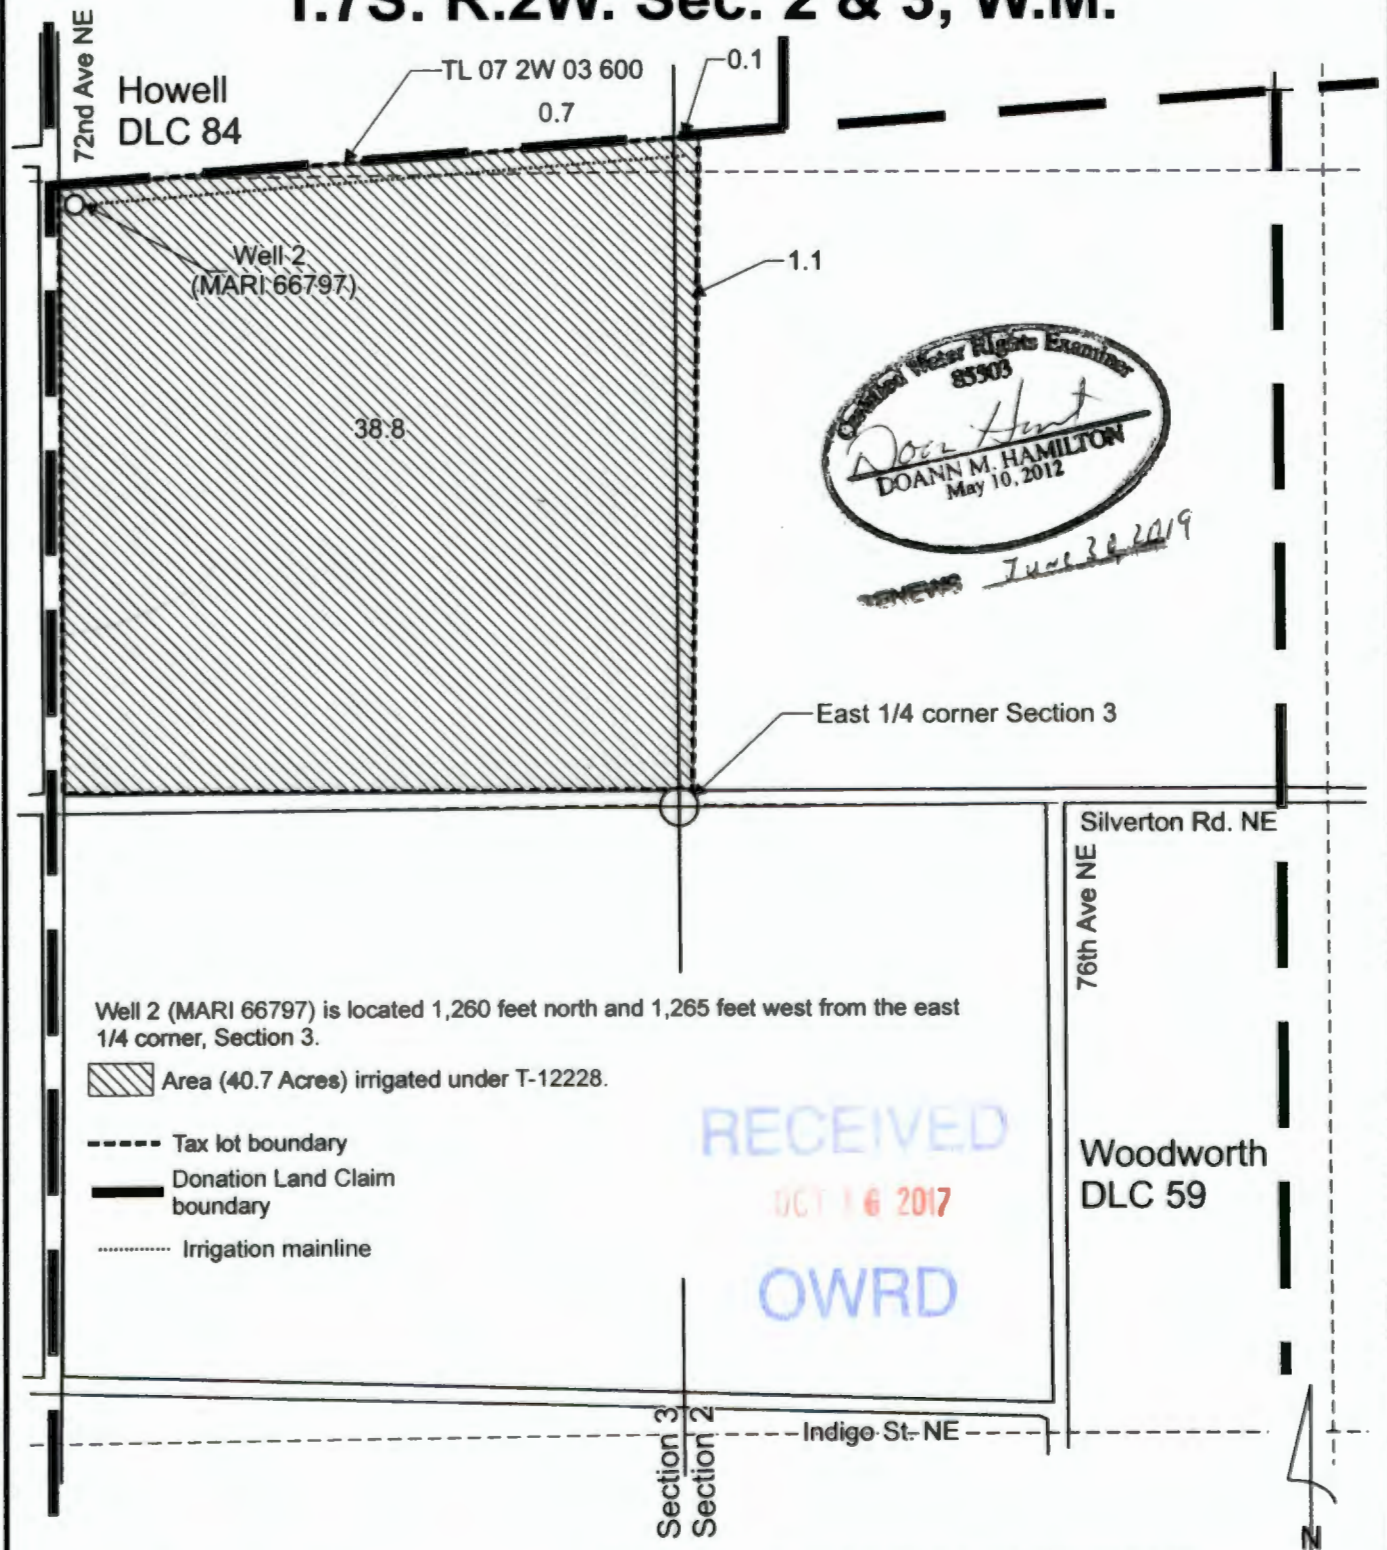 T.7S. R.2W. Sec. 2 & 3, W.M.
72nd Ave NE
Howell
DLC 84
TL 07 2W 03 600
0.7
0.1
Well 2
(MARI 66797)
1.1
38.8
Certified Water Rights Examiner
85503
DOANN M. HAMILTON
May 10, 2012
RENEWS June 30, 2019
East 1/4 corner Section 3
Silverton Rd. NE
76th Ave NE
Well 2 (MARI 66797) is located 1,260 feet north and 1,265 feet west from the east
1/4 corner, Section 3.
Area (40.7 Acres) irrigated under T-12228.
Tax lot boundary
Donation Land Claim
boundary
Irrigation mainline
RECEIVED
OCT 16 2017
OWRD
Woodworth
DLC 59
Section 3
Section 2
Indigo St. NE
N